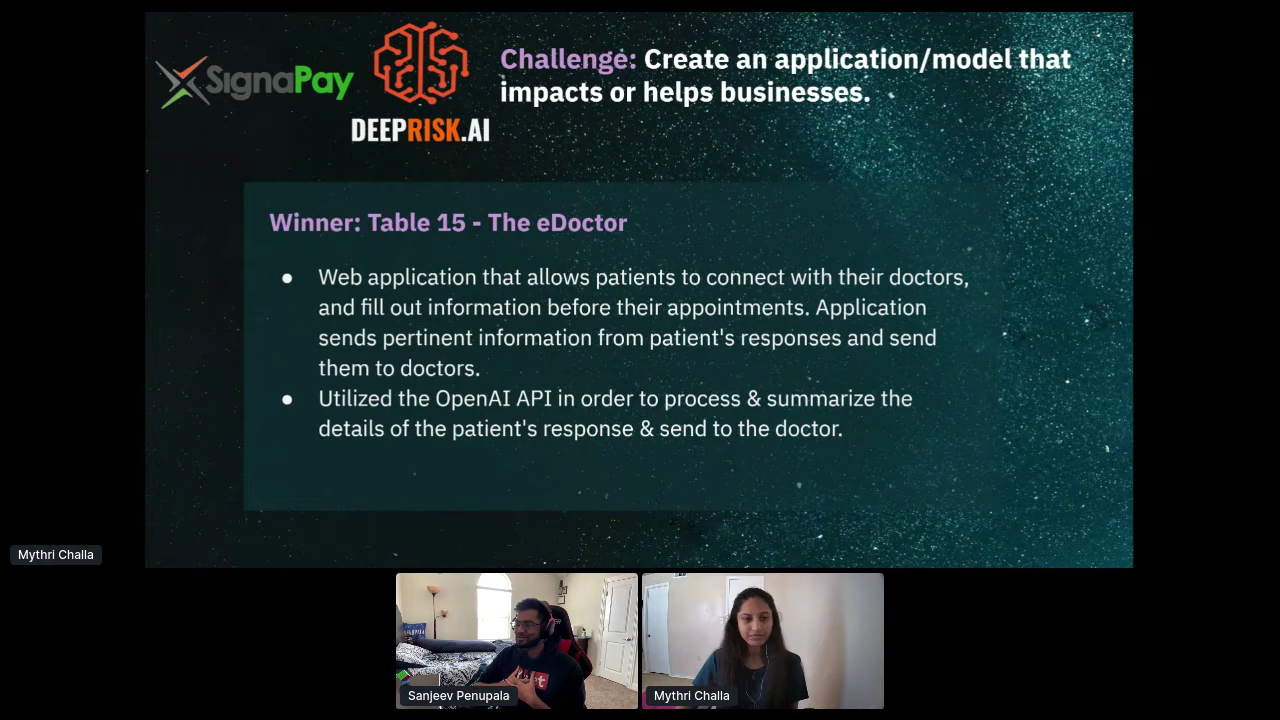 SignaPay
DEEPRISK.AI
Challenge: Create an application/model that
impacts or helps businesses.
Winner: Table 15 - The eDoctor
● Web application that allows patients to connect with their doctors,
and fill out information before their appointments. Application
sends pertinent information from patient's responses and send
them to doctors.
● Utilized the OpenAI API in order to process & summarize the
details of the patient's response & send to the doctor.
Mythri Challa
Sanjeev Penupala
Mythri Challa